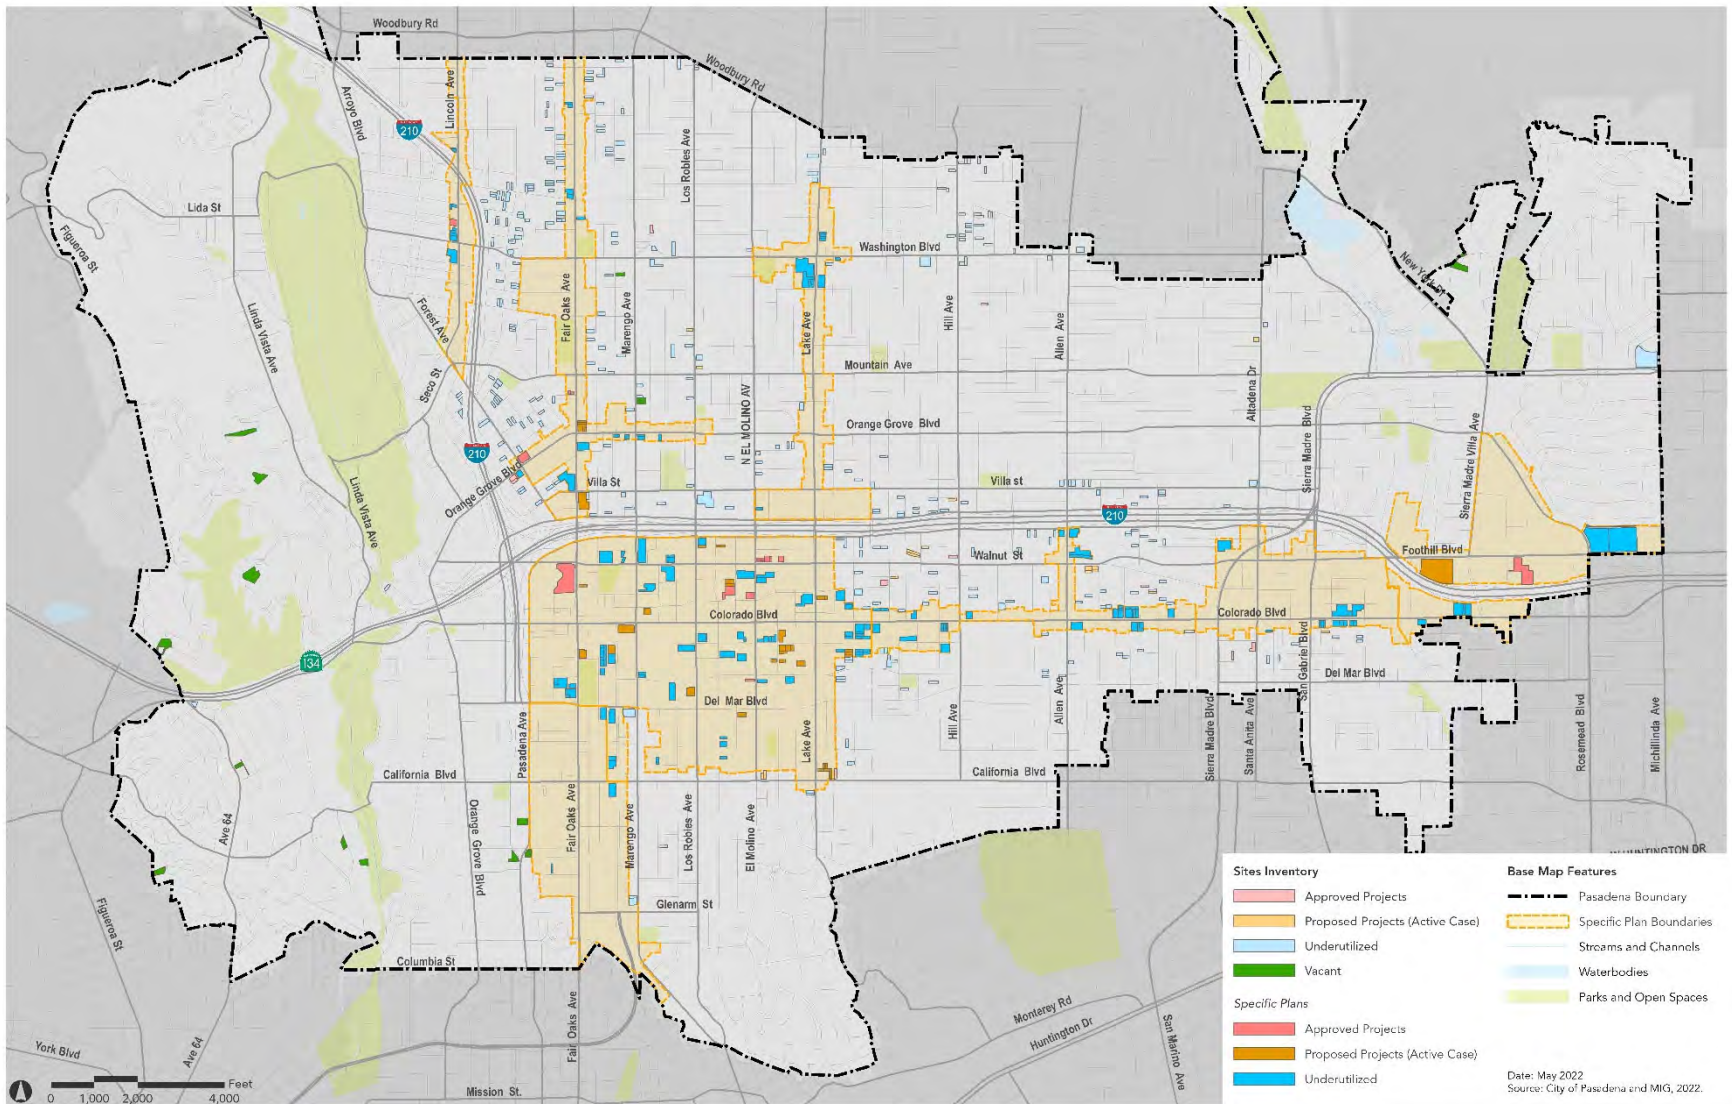 Woodbury Rd
Woodbury Rd
Lincoln Ave
Arroyo Blvd
210
Los Robles Ave
Lida St
Figueroa St
Washington Blvd
New York Dr
Linda Vista Ave
Forest Ave
Fair Oaks Ave
Marengo Ave
Lake Ave
Hill Ave
Allen Ave
Seco St
Mountain Ave
Altadena Dr
N EL MOLINO AV
Orange Grove Blvd
Sierra Madre Blvd
Sierra Madre Villa Ave
210
Orange Grove Blvd
Villa St
Villa st
Linda Vista Ave
210
Walnut St
Foothill Blvd
Colorado Blvd
Colorado Blvd
134
San Gabriel Blvd
Del Mar Blvd
Del Mar Blvd
Pasadena Ave
Lake Ave
Hill Ave
Allen Ave
Sierra Madre Blvd
Santa Anita Ave
Rosemead Blvd
Michillinda Ave
California Blvd
California Blvd
Ave 64
Orange Grove Blvd
Fair Oaks Ave
Marengo Ave
Los Robles Ave
El Molino Ave
Figueroa St
Glenarm St
Columbia St
Fair Oaks Ave
Monterey Rd
Huntington Dr
San Marino Ave
York Blvd
Ave 64
Mission St.
HUNTINGTON DR
Sites Inventory
Approved Projects
Proposed Projects (Active Case)
Underutilized
Vacant
Specific Plans
Approved Projects
Proposed Projects (Active Case)
Underutilized
Base Map Features
Pasadena Boundary
Specific Plan Boundaries
Streams and Channels
Waterbodies
Parks and Open Spaces
Date: May 2022
Source: City of Pasadena and MIG, 2022.
Feet
0 1,000 2,000 4,000